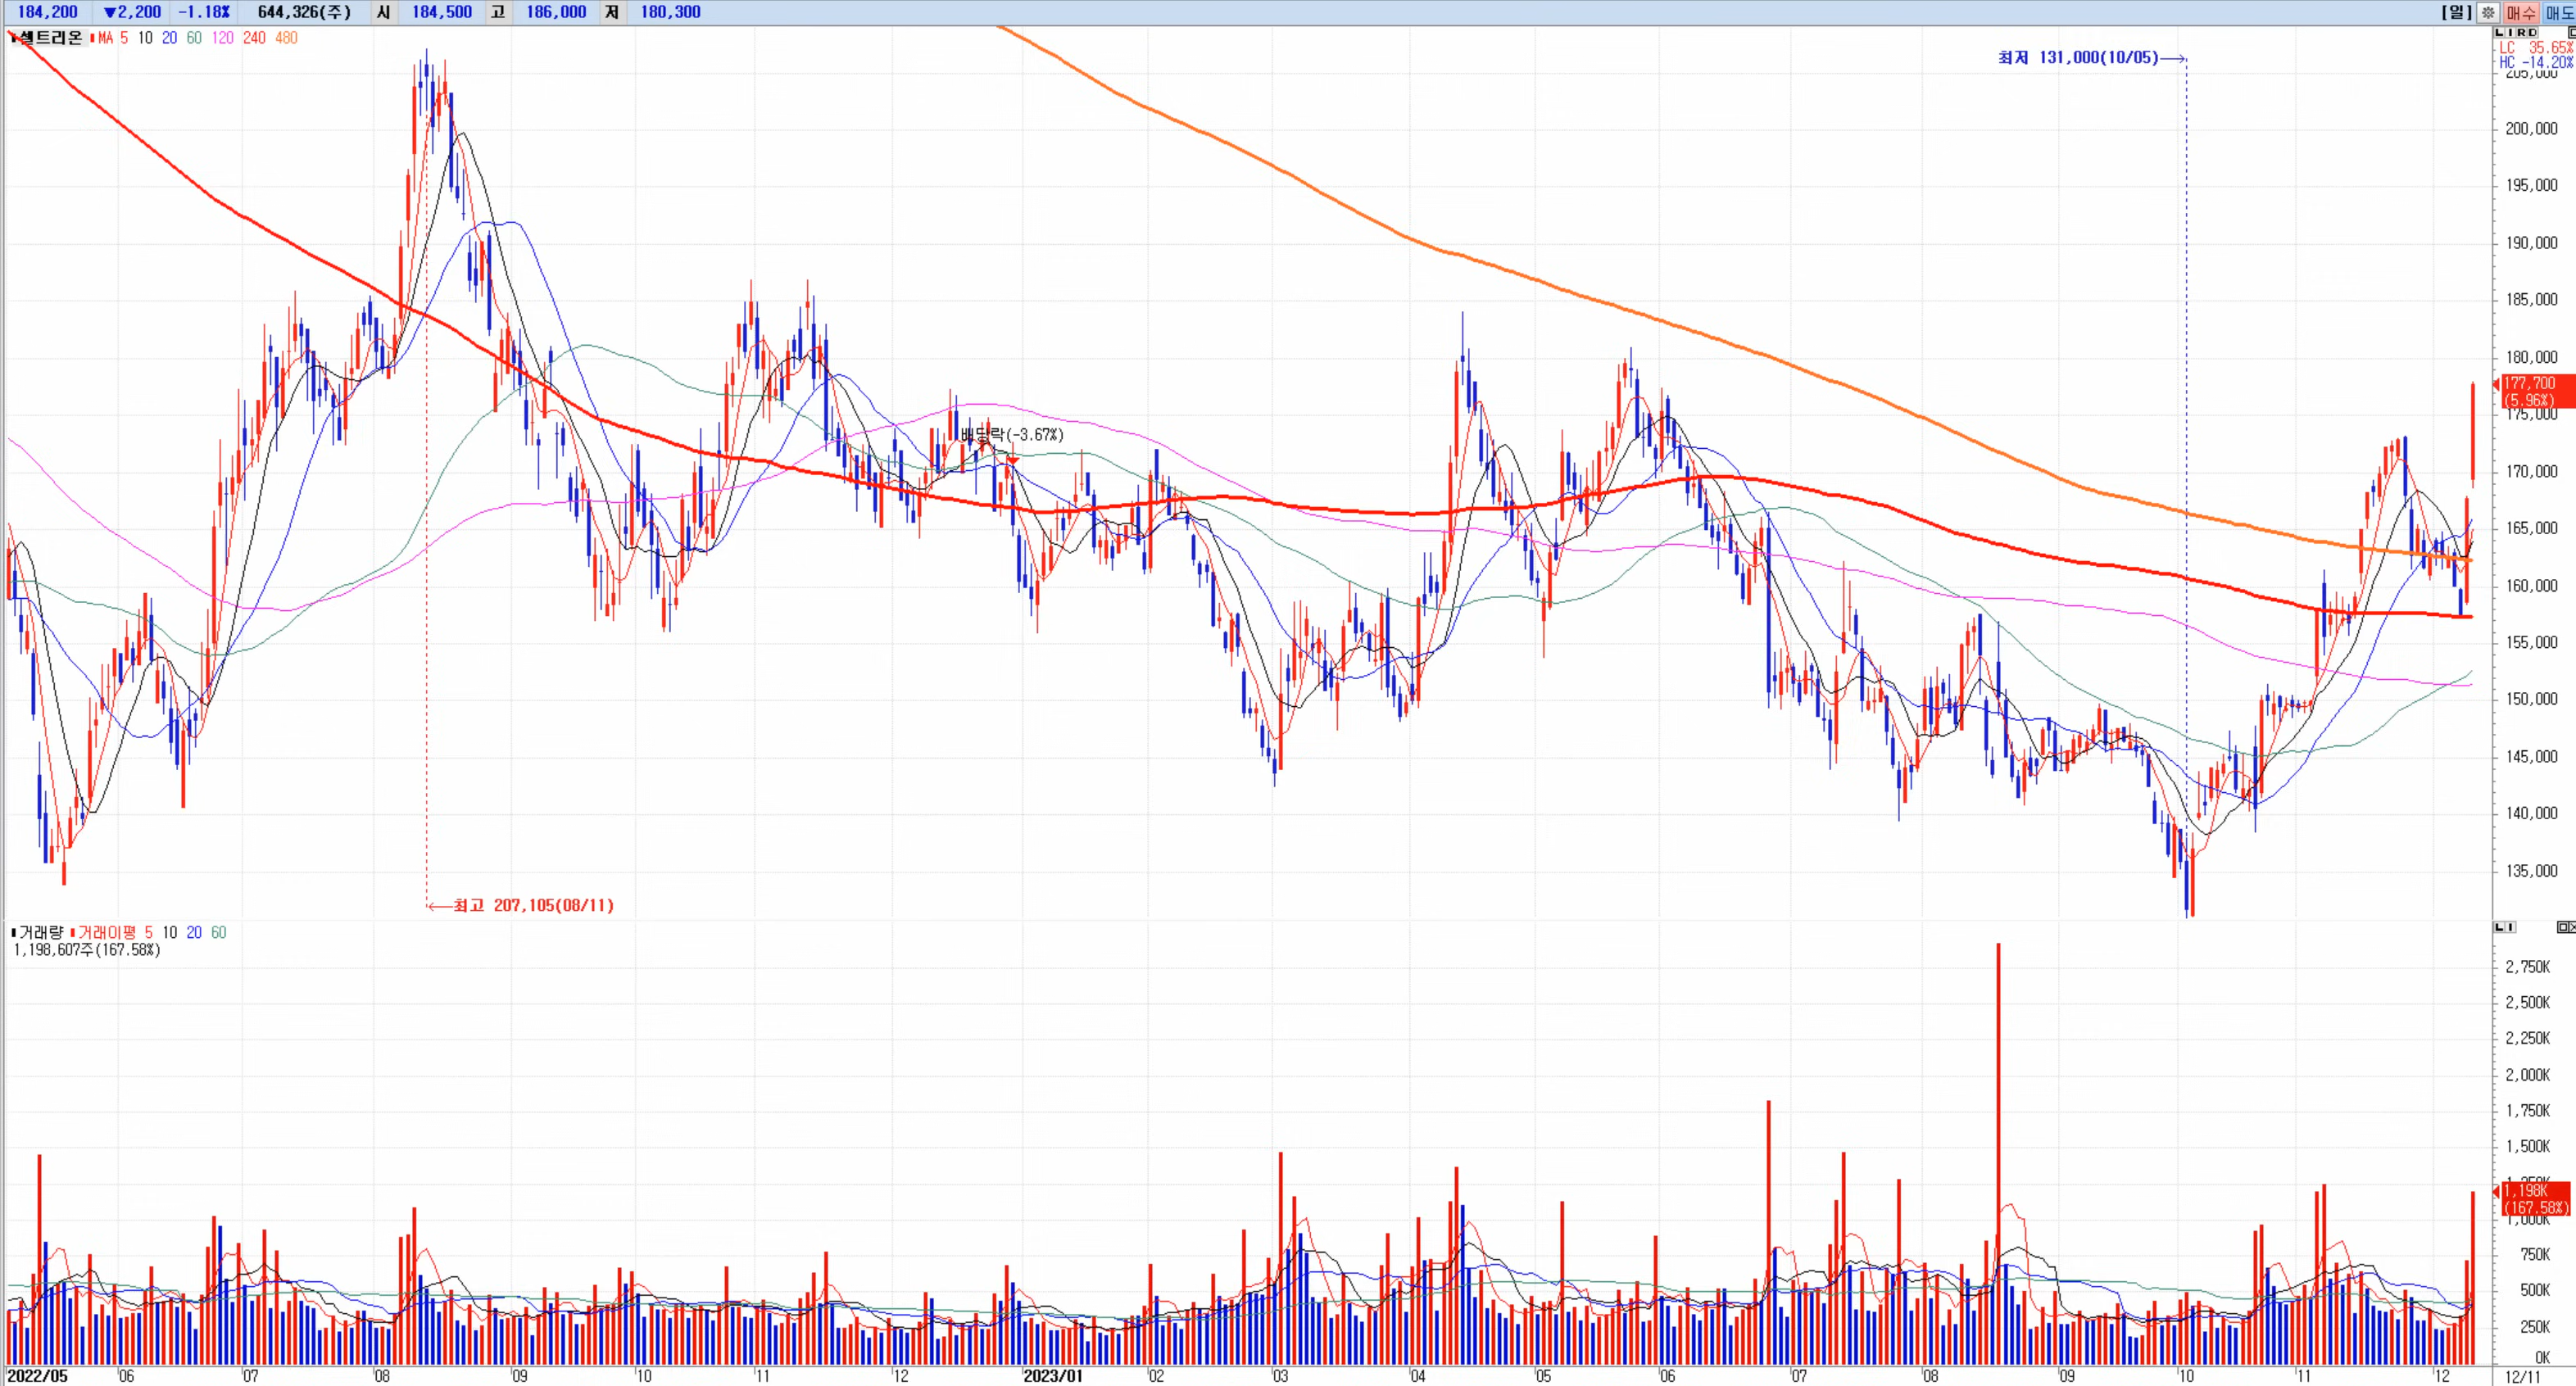 184,200 ▼2,200 -1.18% 644,326(주) 시 184,500 고 186,000 저 180,300 [일] 매수 매도
셀트리온 MA 5 10 20 60 120 240 480
L I R D
LC 35.65%
HC -14.20%
최저 131,000(10/05)
205,000
200,000
195,000
190,000
185,000
180,000
177,700
(5.96%)
175,000
배당락(-3.67%)
170,000
165,000
160,000
155,000
150,000
145,000
140,000
135,000
최고 207,105(08/11)
거래량 거래이평 5 10 20 60
L I
1,198,607주(167.58%)
2,750K
2,500K
2,250K
2,000K
1,750K
1,500K
1,250K
1,198K
(167.58%)
1,000K
750K
500K
250K
0K
2022/05 06 07 08 09 10 11 12 2023/01 02 03 04 05 06 07 08 09 10 11 12 12/11